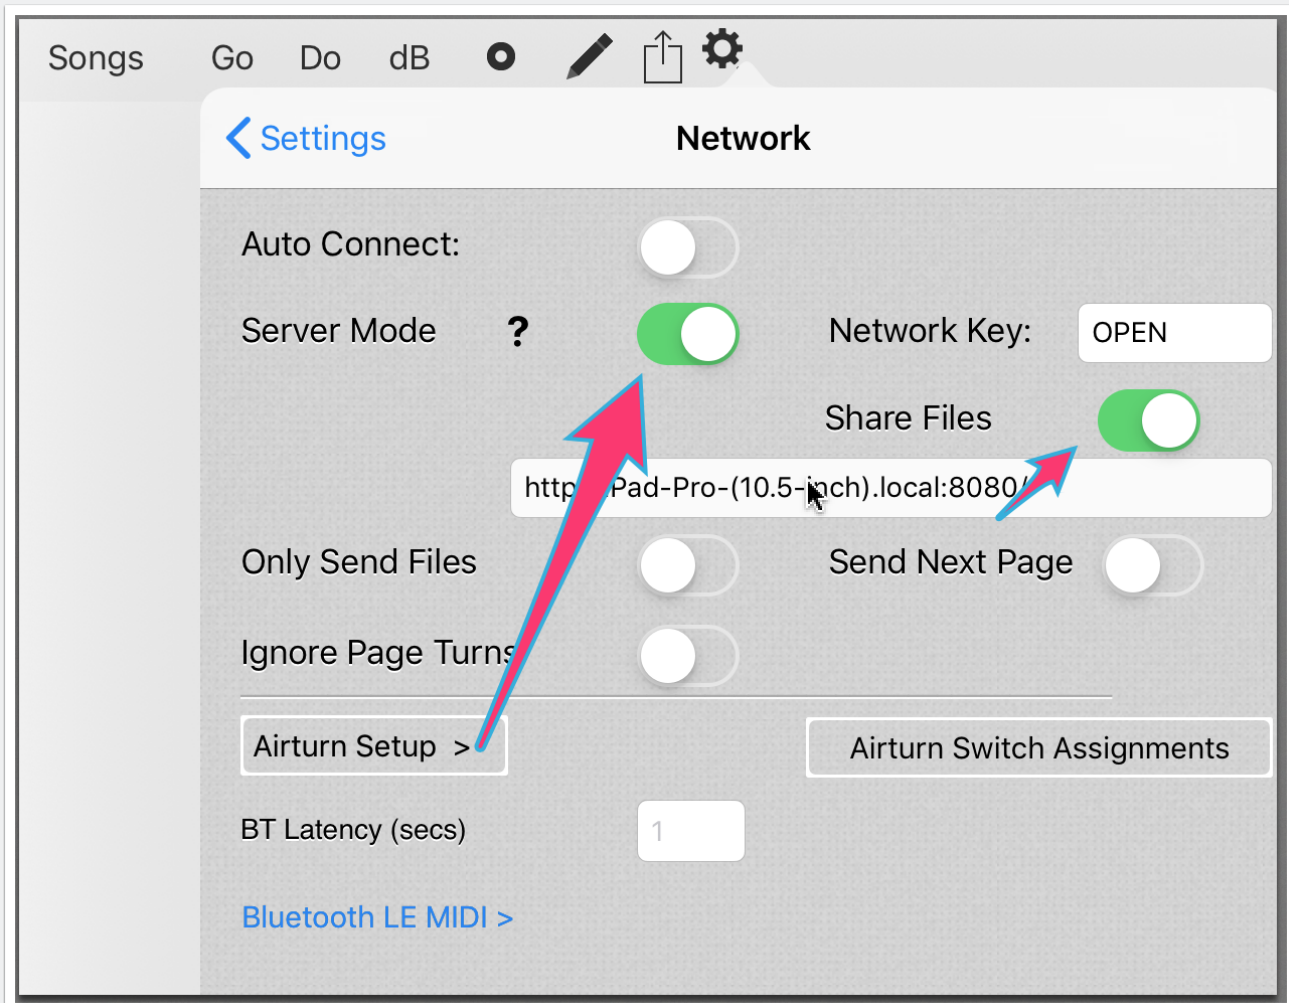 Songs Go Do dB
Settings
Network
Auto Connect:
Server Mode ? Network Key: OPEN
Share Files
http Pad-Pro-(10.5-inch).local:8080/
Only Send Files Send Next Page
Ignore Page Turns
Airturn Setup > Airturn Switch Assignments
BT Latency (secs) 1
Bluetooth LE MIDI >